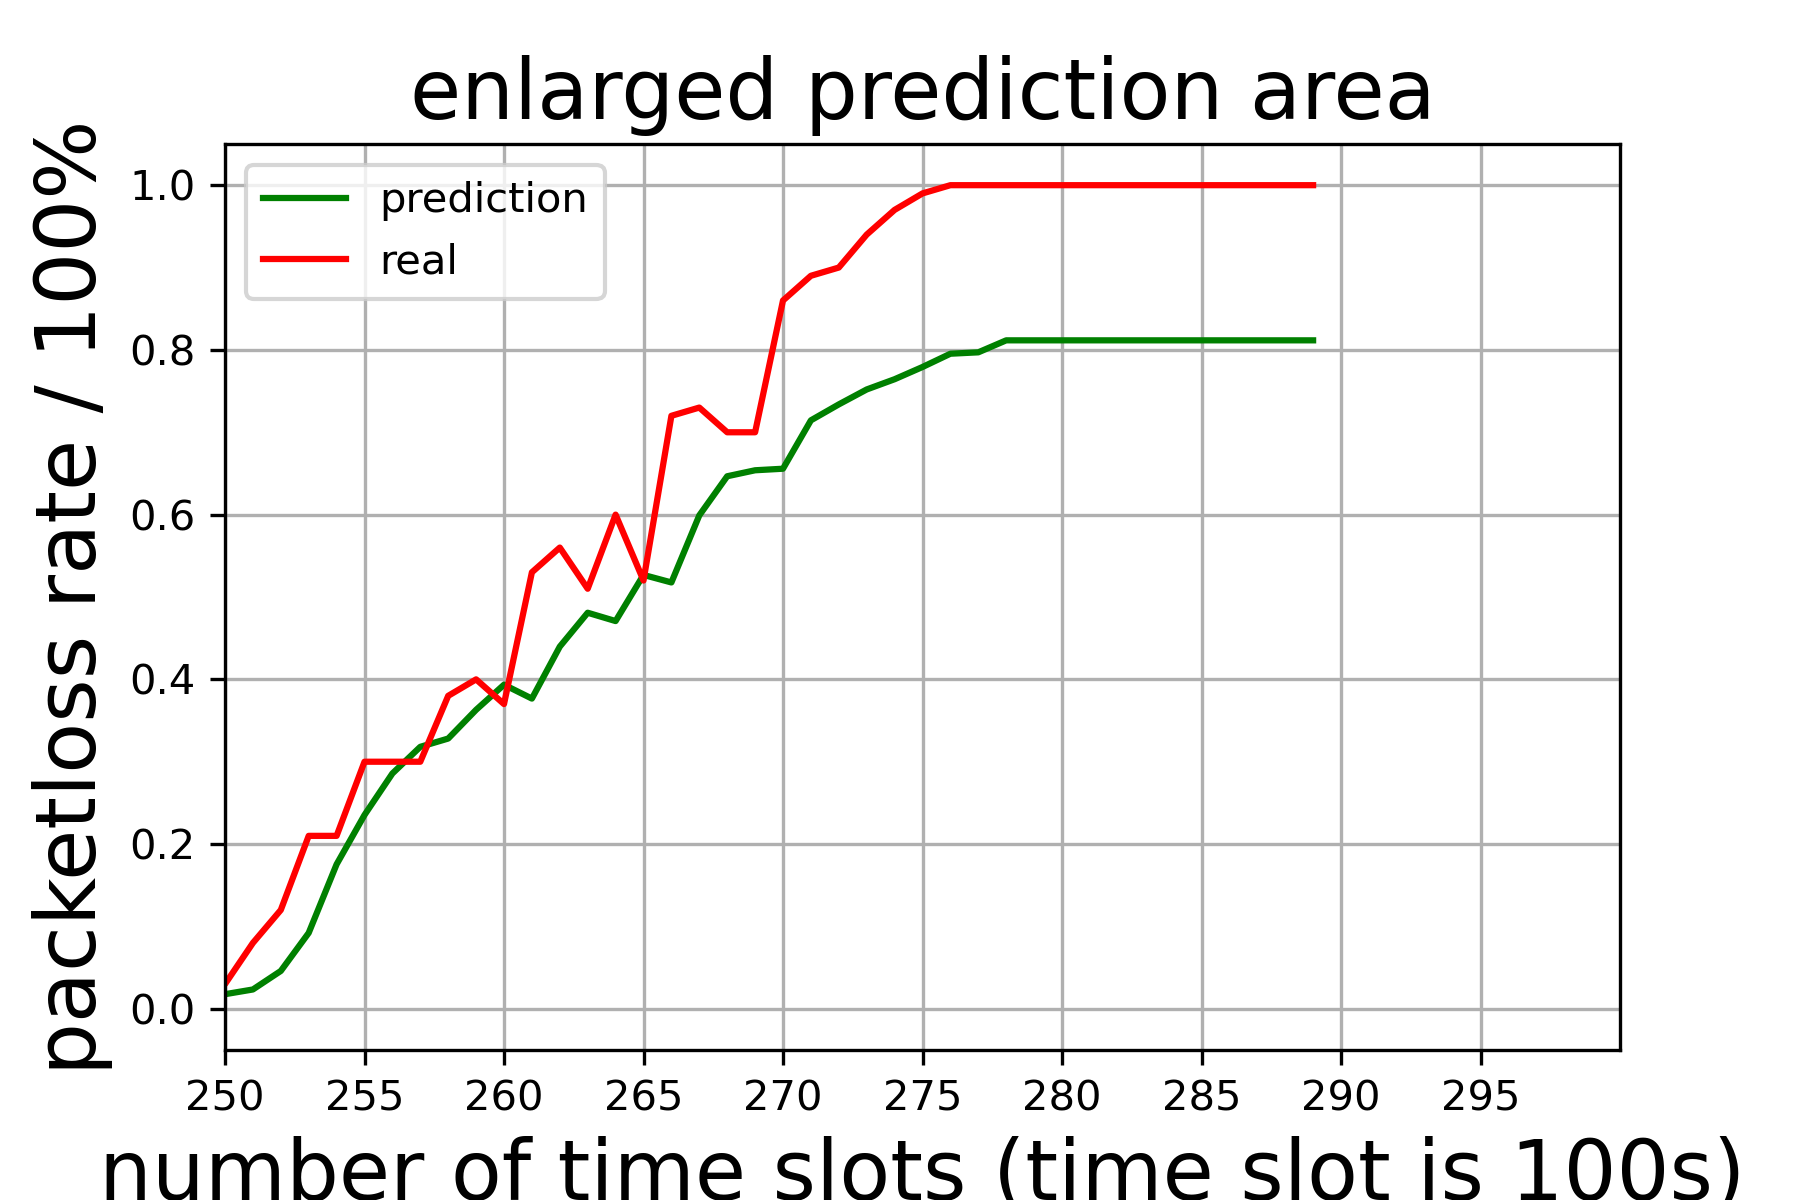 enlarged prediction area
packetloss rate / 100%
prediction
real
1.0
0.8
0.6
0.4
0.2
0.0
250 255 260 265 270 275 280 285 290 295
number of time slots (time slot is 100s)